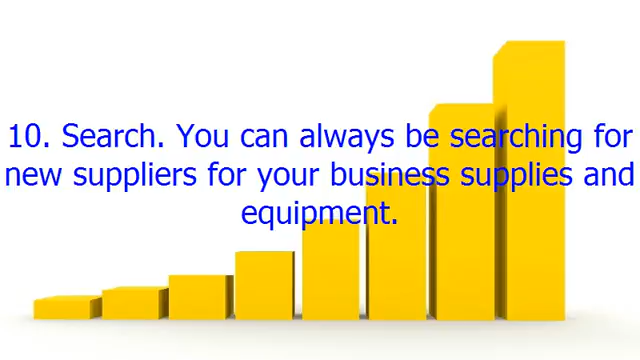 10. Search. You can always be searching for
new suppliers for your business supplies and
equipment.